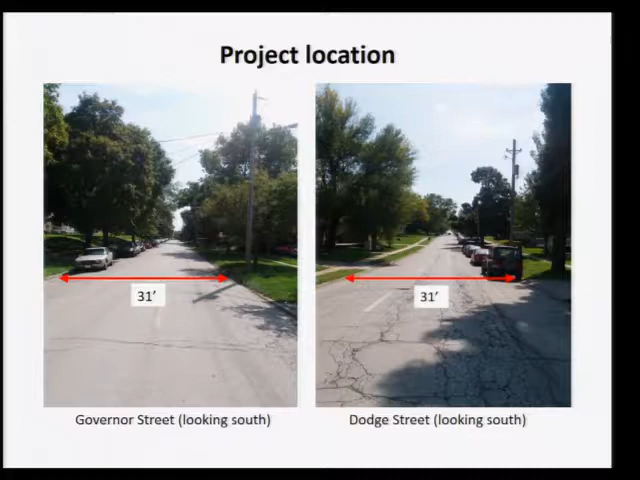 Project location
31'
31'
Governor Street (looking south)
Dodge Street (looking south)